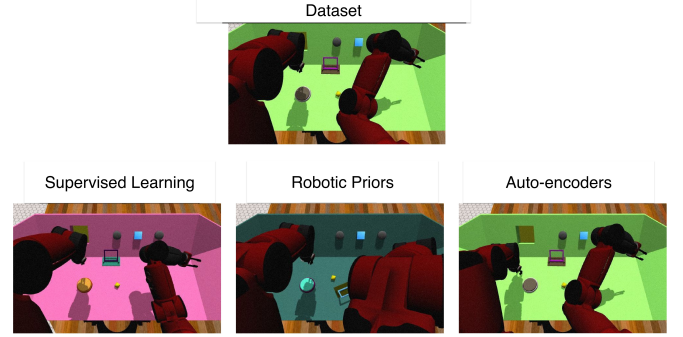 Dataset
Supervised Learning
Robotic Priors
Auto-encoders